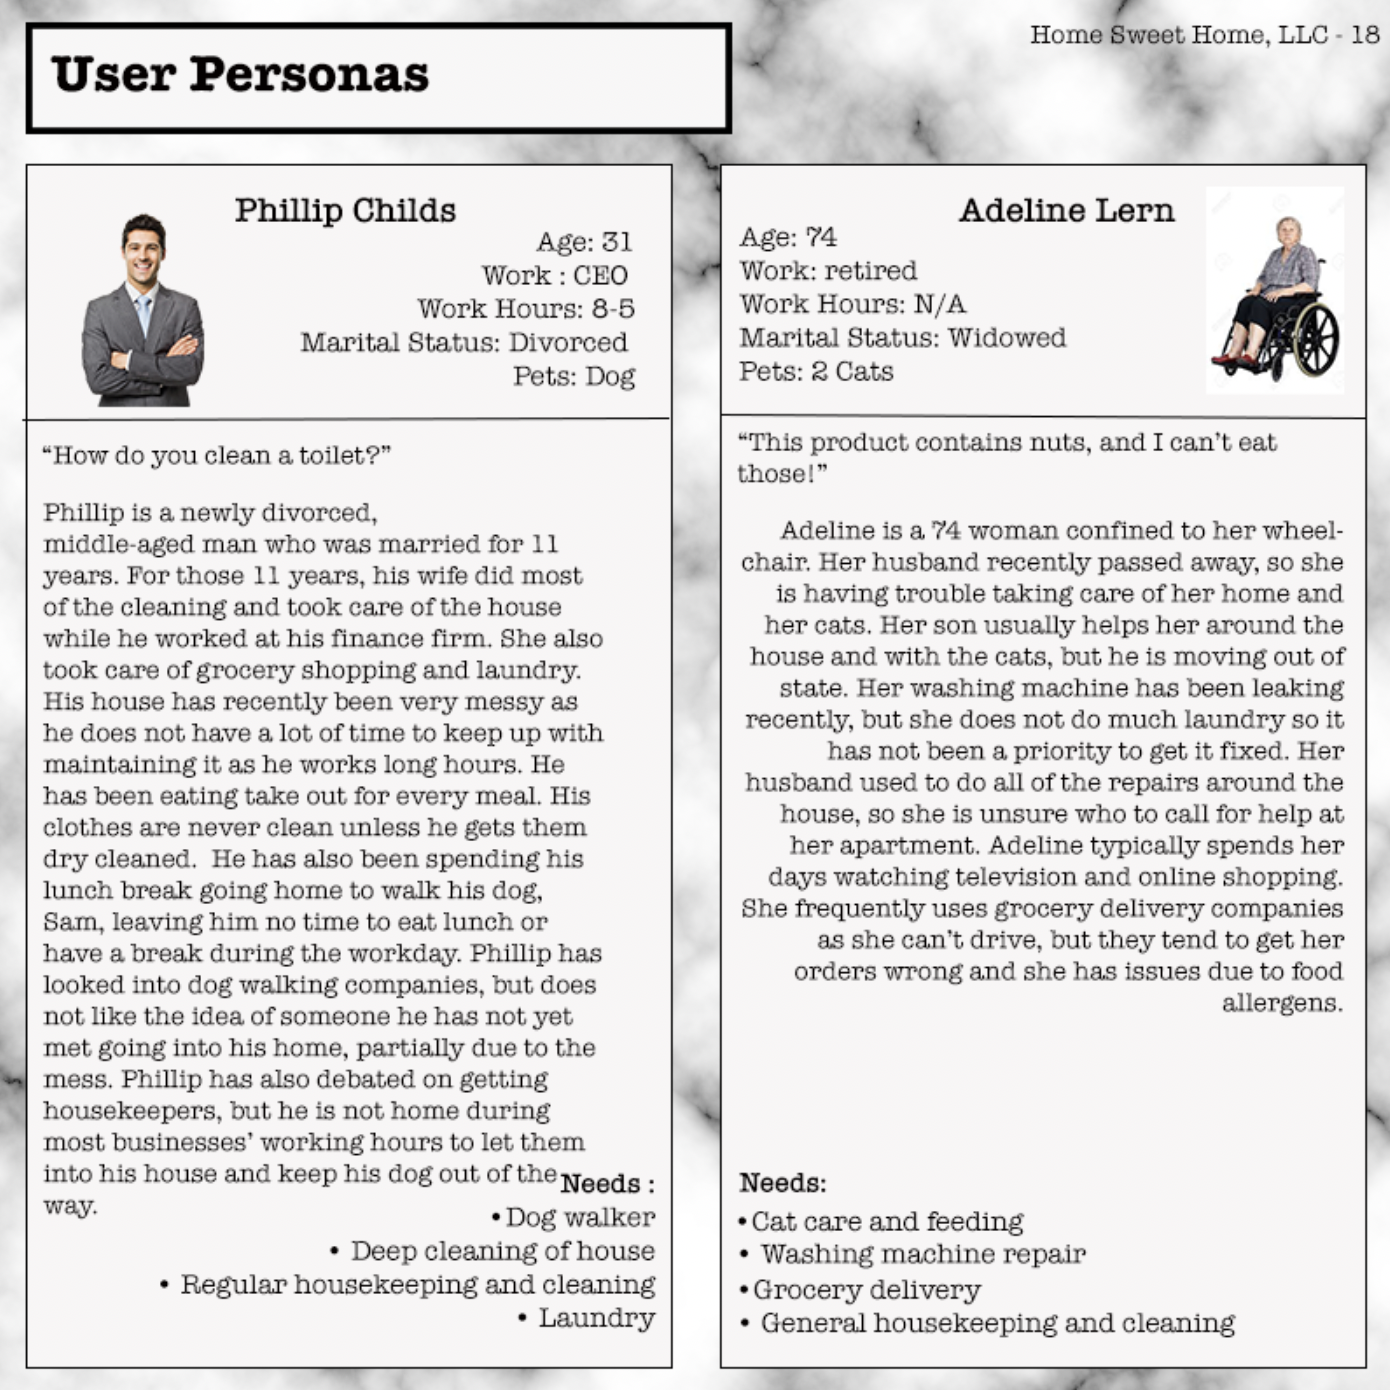 Home Sweet Home, LLC - 18
User Personas
Phillip Childs
Age: 31
Work : CEO
Work Hours: 8-5
Marital Status: Divorced
Pets: Dog
“How do you clean a toilet?”
Phillip is a newly divorced,
middle-aged man who was married for 11
years. For those 11 years, his wife did most
of the cleaning and took care of the house
while he worked at his finance firm. She also
took care of grocery shopping and laundry.
His house has recently been very messy as
he does not have a lot of time to keep up with
maintaining it as he works long hours. He
has been eating take out for every meal. His
clothes are never clean unless he gets them
dry cleaned.  He has also been spending his
lunch break going home to walk his dog,
Sam, leaving him no time to eat lunch or
have a break during the workday. Phillip has
looked into dog walking companies, but does
not like the idea of someone he has not yet
met going into his home, partially due to the
mess. Phillip has also debated on getting
housekeepers, but he is not home during
most businesses’ working hours to let them
into his house and keep his dog out of the
way.
Needs :
•Dog walker
• Deep cleaning of house
• Regular housekeeping and cleaning
• Laundry
Adeline Lern
Age: 74
Work: retired
Work Hours: N/A
Marital Status: Widowed
Pets: 2 Cats
“This product contains nuts, and I can’t eat
those!”
Adeline is a 74 woman confined to her wheel-
chair. Her husband recently passed away, so she
is having trouble taking care of her home and
her cats. Her son usually helps her around the
house and with the cats, but he is moving out of
state. Her washing machine has been leaking
recently, but she does not do much laundry so it
has not been a priority to get it fixed. Her
husband used to do all of the repairs around the
house, so she is unsure who to call for help at
her apartment. Adeline typically spends her
days watching television and online shopping.
She frequently uses grocery delivery companies
as she can’t drive, but they tend to get her
orders wrong and she has issues due to food
allergens.
Needs:
•Cat care and feeding
• Washing machine repair
•Grocery delivery
• General housekeeping and cleaning